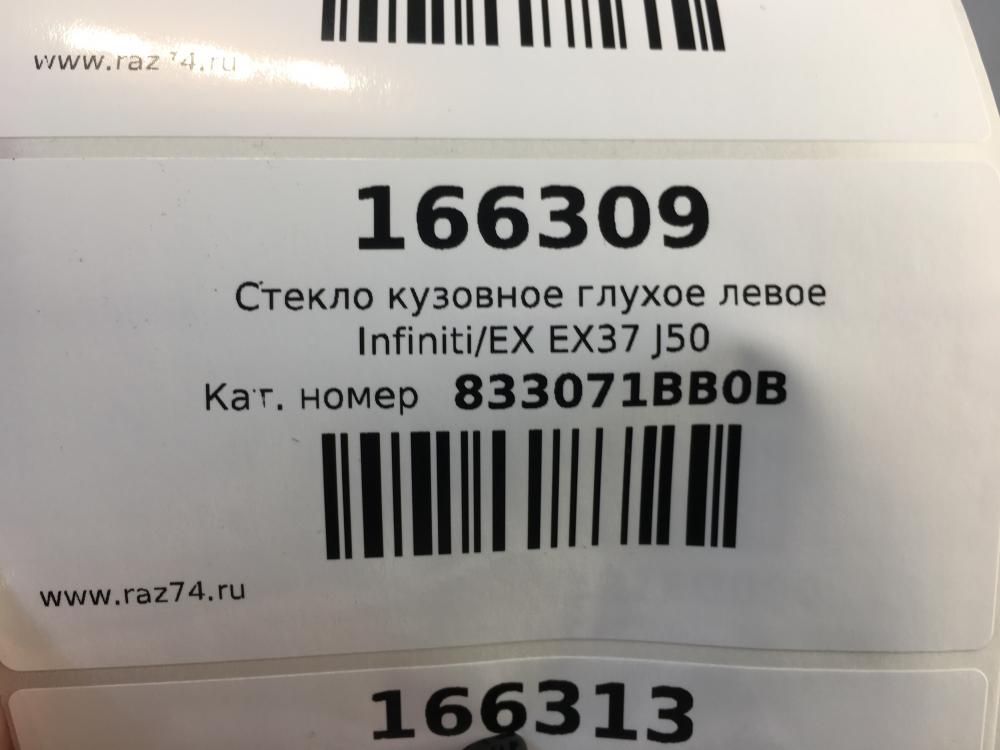 www.raz74.ru
166309
Стекло кузовное глухое левое
Infiniti/EX EX37 J50
Кат. номер 833071BB0B
www.raz74.ru
166313